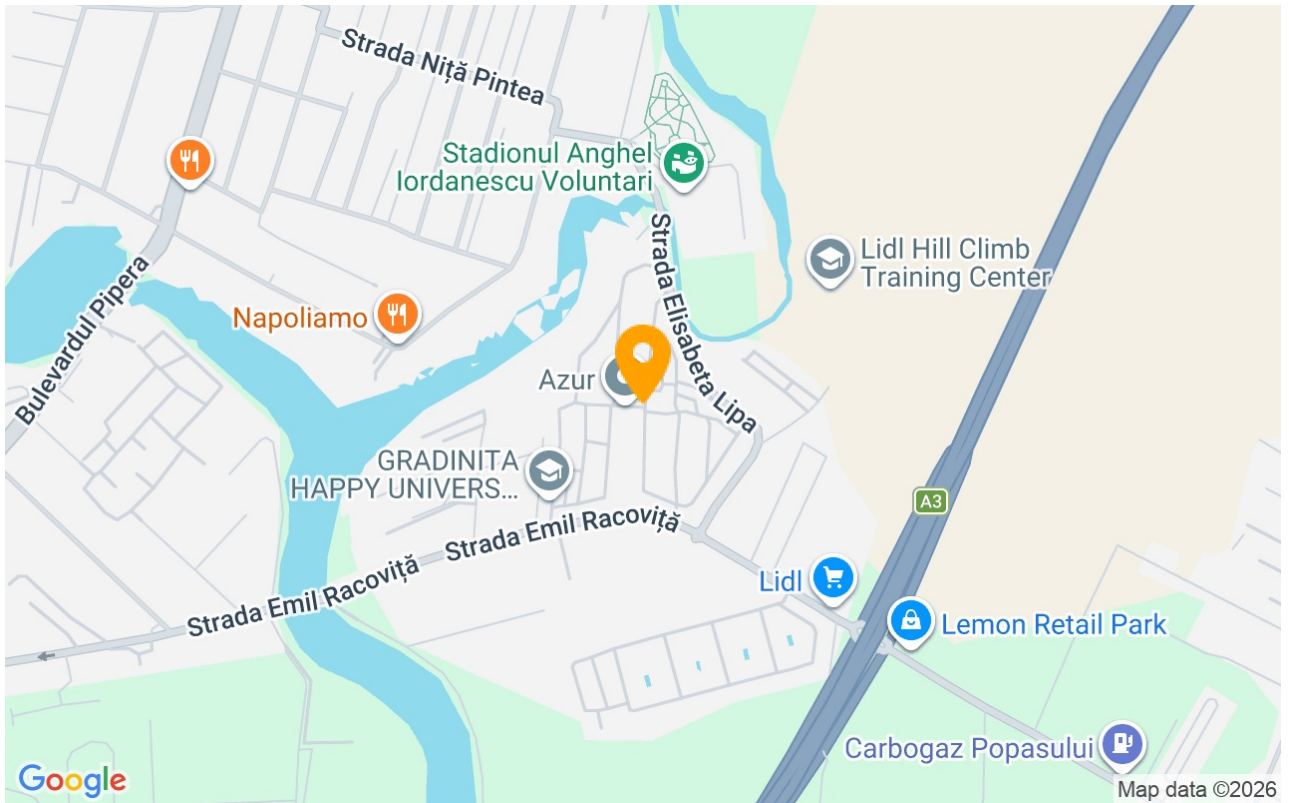 Strada Niță Pintea
Stadionul Anghel
Iordanescu Voluntari
Strada Elisabeta Lipa
Lidl Hill Climb
Training Center
Bulevardul Pipera
Napoliamo
Azur
GRADINITA
HAPPY UNIVERS...
A3
Strada Emil Racoviță
Strada Emil Racoviță
Lidl
Lemon Retail Park
Carbogaz Popasului
Google
Map data ©2026